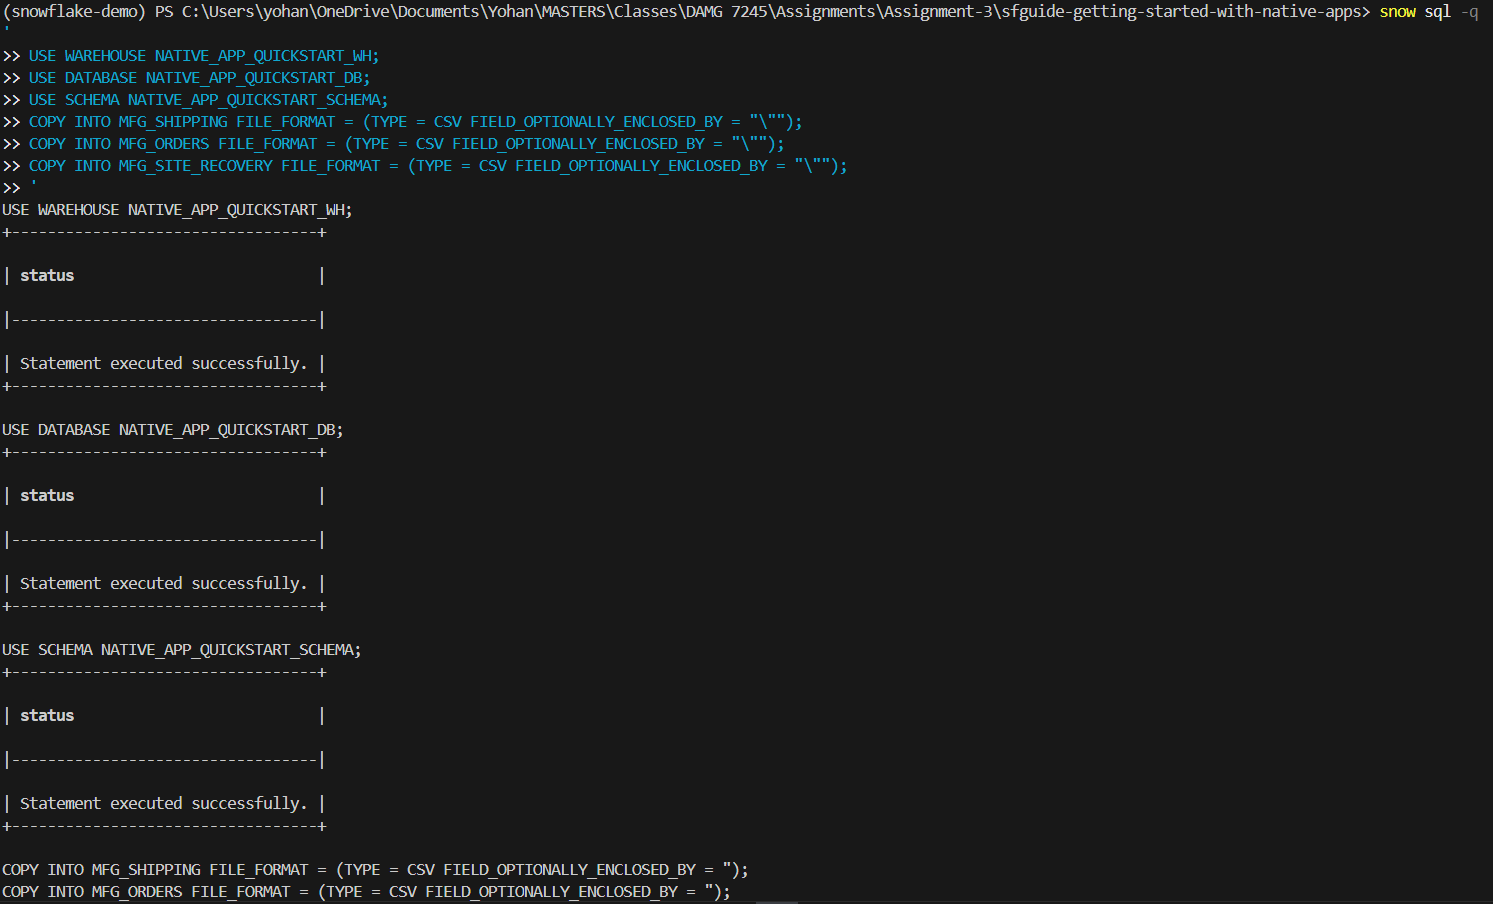 (snowflake-demo) PS C:\Users\yohan\OneDrive\Documents\Yohan\MASTERS\Classes\DAMG 7245\Assignments\Assignment-3\sfguide-getting-started-with-native-apps> snow sql -q
'
>> USE WAREHOUSE NATIVE_APP_QUICKSTART_WH;
>> USE DATABASE NATIVE_APP_QUICKSTART_DB;
>> USE SCHEMA NATIVE_APP_QUICKSTART_SCHEMA;
>> COPY INTO MFG_SHIPPING FILE_FORMAT = (TYPE = CSV FIELD_OPTIONALLY_ENCLOSED_BY = "\"");
>> COPY INTO MFG_ORDERS FILE_FORMAT = (TYPE = CSV FIELD_OPTIONALLY_ENCLOSED_BY = "\"");
>> COPY INTO MFG_SITE_RECOVERY FILE_FORMAT = (TYPE = CSV FIELD_OPTIONALLY_ENCLOSED_BY = "\"");
>> '
USE WAREHOUSE NATIVE_APP_QUICKSTART_WH;
+----------------------------------+
| status                           |
|----------------------------------|
| Statement executed successfully. |
+----------------------------------+
USE DATABASE NATIVE_APP_QUICKSTART_DB;
+----------------------------------+
| status                           |
|----------------------------------|
| Statement executed successfully. |
+----------------------------------+
USE SCHEMA NATIVE_APP_QUICKSTART_SCHEMA;
+----------------------------------+
| status                           |
|----------------------------------|
| Statement executed successfully. |
+----------------------------------+
COPY INTO MFG_SHIPPING FILE_FORMAT = (TYPE = CSV FIELD_OPTIONALLY_ENCLOSED_BY = ");
COPY INTO MFG_ORDERS FILE_FORMAT = (TYPE = CSV FIELD_OPTIONALLY_ENCLOSED_BY = ");